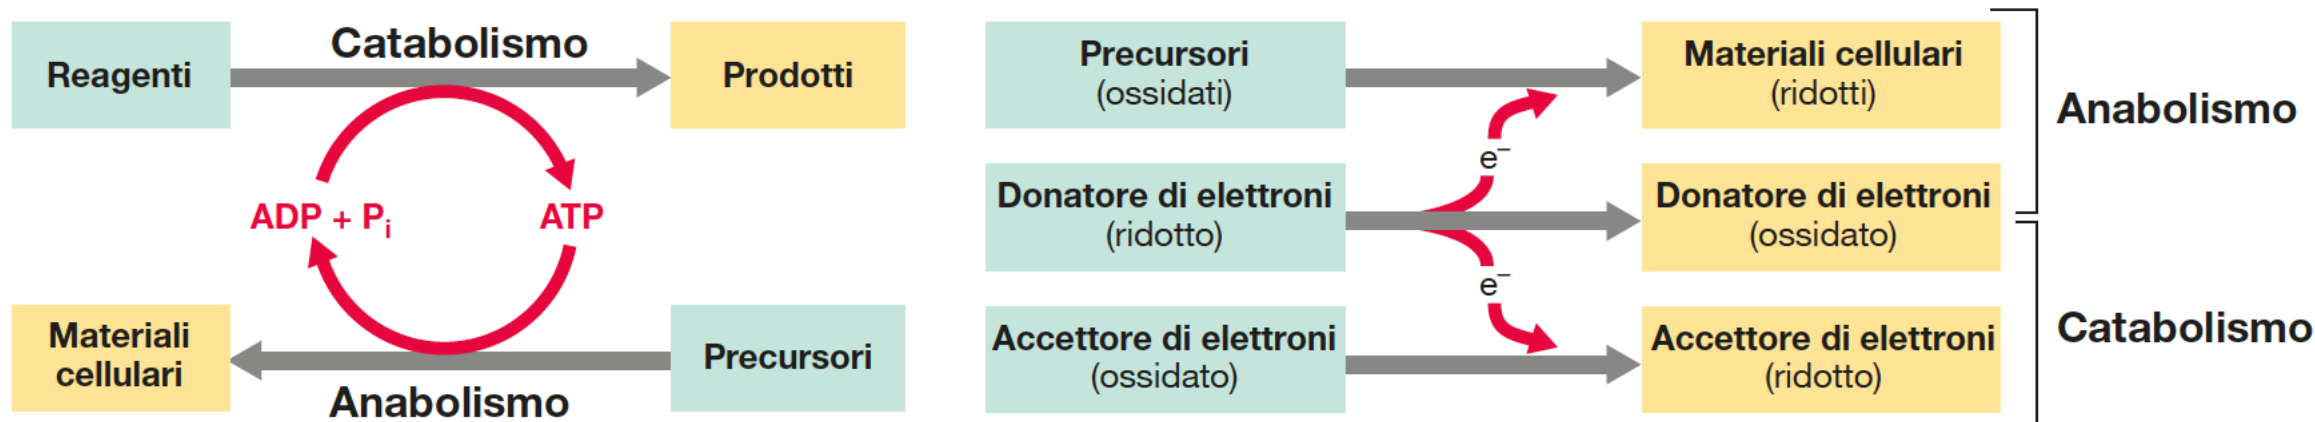 Catabolismo
Reagenti
Prodotti
ADP + Pi
ATP
Materiali
cellulari
Precursori
Anabolismo
Precursori
(ossidati)
Materiali cellulari
(ridotti)
e−
Donatore di elettroni
(ridotto)
Donatore di elettroni
(ossidato)
e−
Accettore di elettroni
(ossidato)
Accettore di elettroni
(ridotto)
Anabolismo
Catabolismo